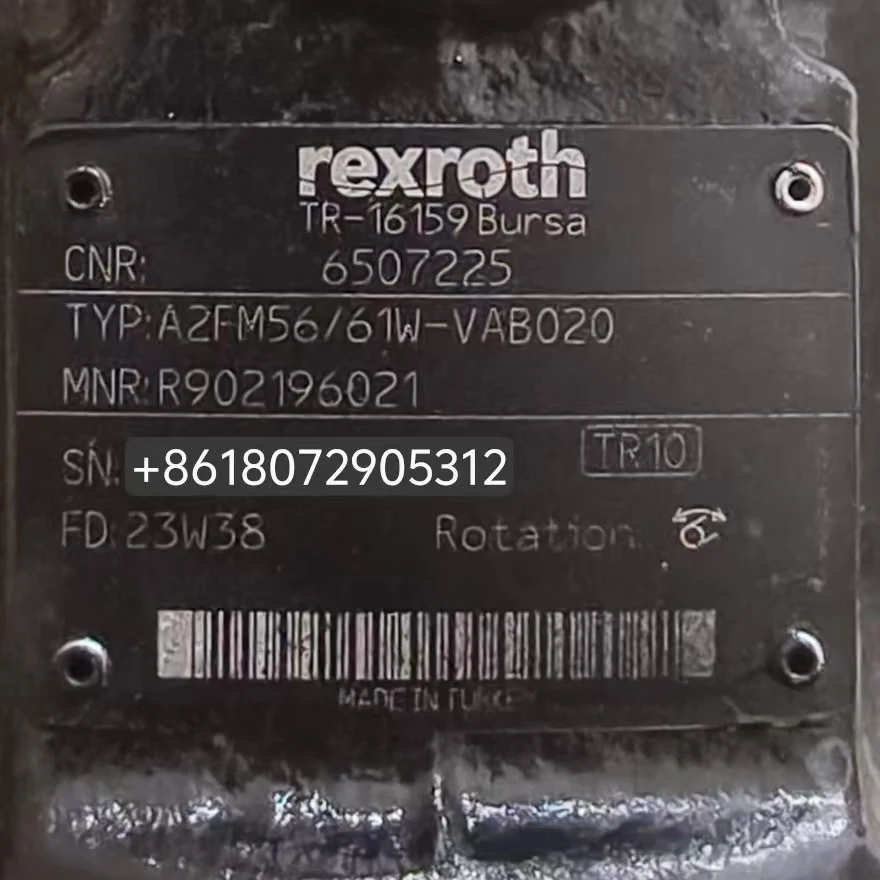 rexroth
TR-16159 Bursa
CNR: 6507225
TYP: A2FM56/61W-VAB020
MNR: R902196021
SN: +8618072905312 TR10
FD: 23W38 Rotation
MADE IN TURKEY